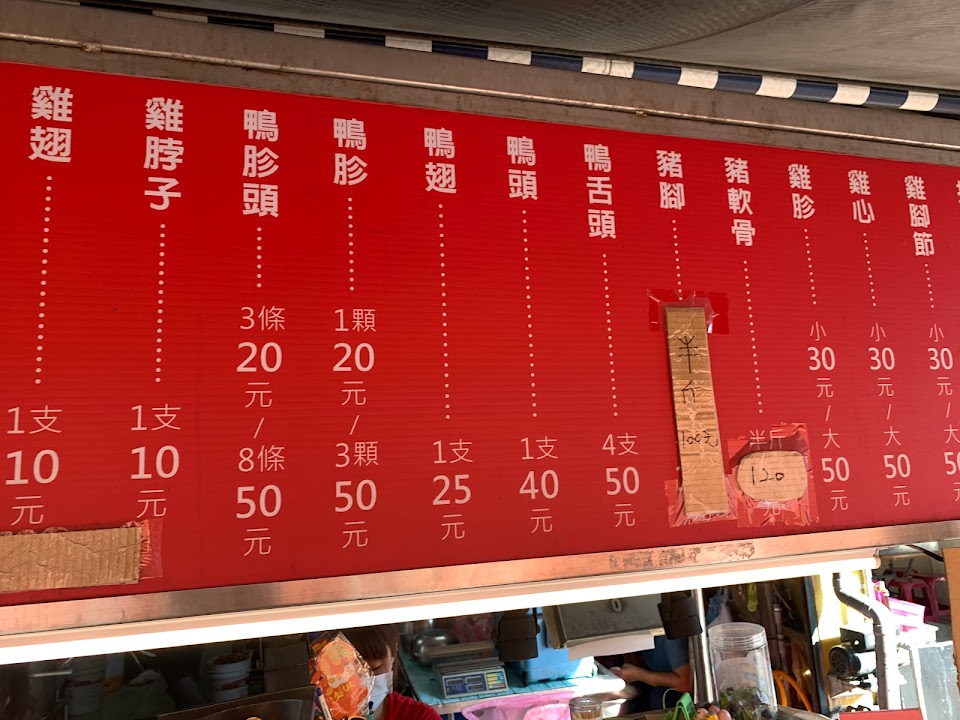 雞翅
1支
10
元
雞脖子
1支
10
元
鴨胗頭
3條
20
元
/
8條
50
元
鴨胗
1顆
20
元
/
3顆
50
元
鴨翅
1支
25
元
鴨頭
1支
40
元
鴨舌頭
4支
50
元
豬腳
半斤
100元
豬軟骨
半斤
120
元
雞胗
小
30
元
/
大
50
元
雞心
小
30
元
/
大
50
元
雞腳節
小
30
元
/
大
50
元